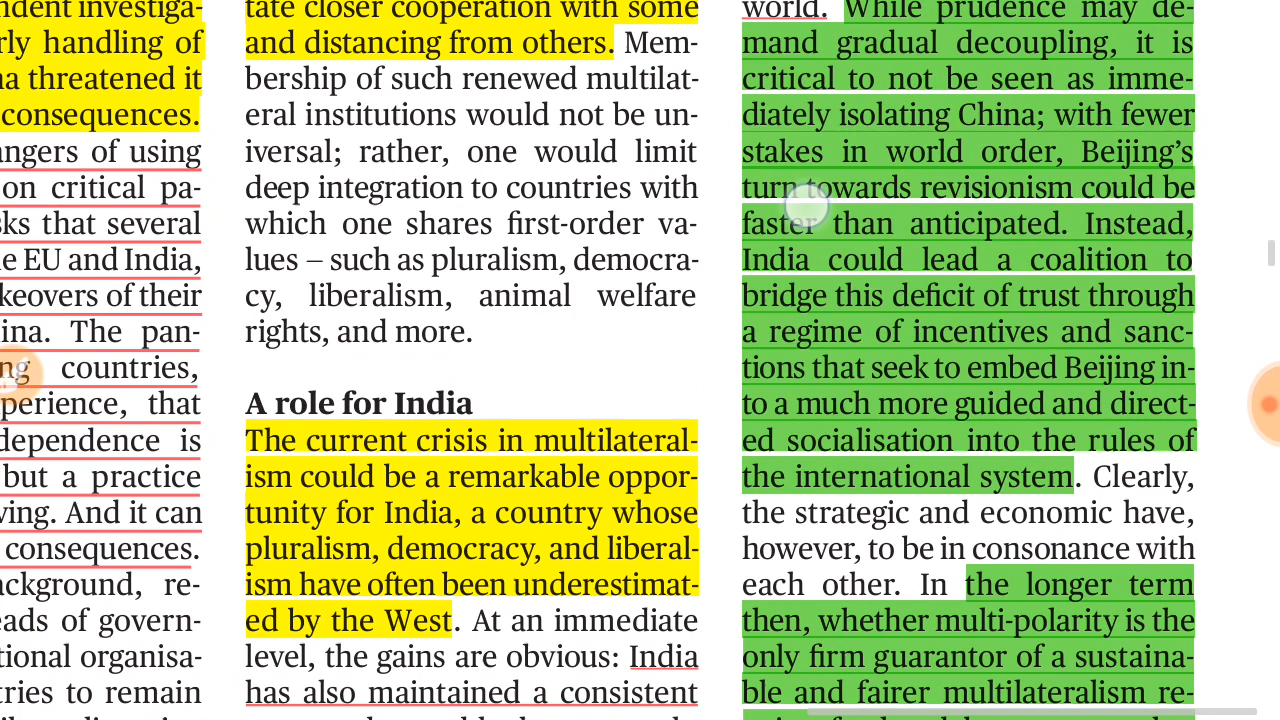 ndent investiga-
rly handling of
na threatened it
consequences.
angers of using
on critical pa-
sks that several
e EU and India,
keovers of their
ina. The pan-
ng countries,
perience, that
dependence is
but a practice
ving. And it can
consequences.
ackground, re-
eads of govern-
tional organisa-
tries to remain
tate closer cooperation with some
and distancing from others. Mem-
bership of such renewed multilat-
eral institutions would not be un-
iversal; rather, one would limit
deep integration to countries with
which one shares first-order va-
lues – such as pluralism, democra-
cy, liberalism, animal welfare
rights, and more.
A role for India
The current crisis in multilateral-
ism could be a remarkable oppor-
tunity for India, a country whose
pluralism, democracy, and liberal-
ism have often been underestimat-
ed by the West. At an immediate
level, the gains are obvious: India
has also maintained a consistent
world. While prudence may de-
mand gradual decoupling, it is
critical to not be seen as imme-
diately isolating China; with fewer
stakes in world order, Beijing's
turn towards revisionism could be
faster than anticipated. Instead,
India could lead a coalition to
bridge this deficit of trust through
a regime of incentives and sanc-
tions that seek to embed Beijing in-
to a much more guided and direct-
ed socialisation into the rules of
the international system. Clearly,
the strategic and economic have,
however, to be in consonance with
each other. In the longer term
then, whether multi-polarity is the
only firm guarantor of a sustaina-
ble and fairer multilateralism re-